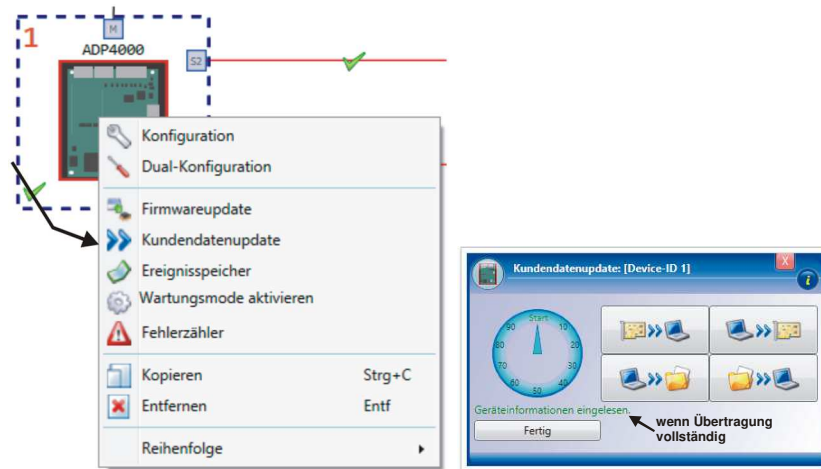 M
1
ADP4000
S2
Konfiguration
Dual-Konfiguration
Firmwareupdate
Kundendatenupdate
Ereignisspeicher
Wartungsmode aktivieren
Fehlerzähler
Kopieren Strg+C
Entfernen Entf
Reihenfolge
Kundendatenupdate: [Device-ID 1]
X
i
Start
90 10
80 20
70 30
60 50 40
Geräteinformationen eingelesen.
Fertig
wenn Übertragung
vollständig